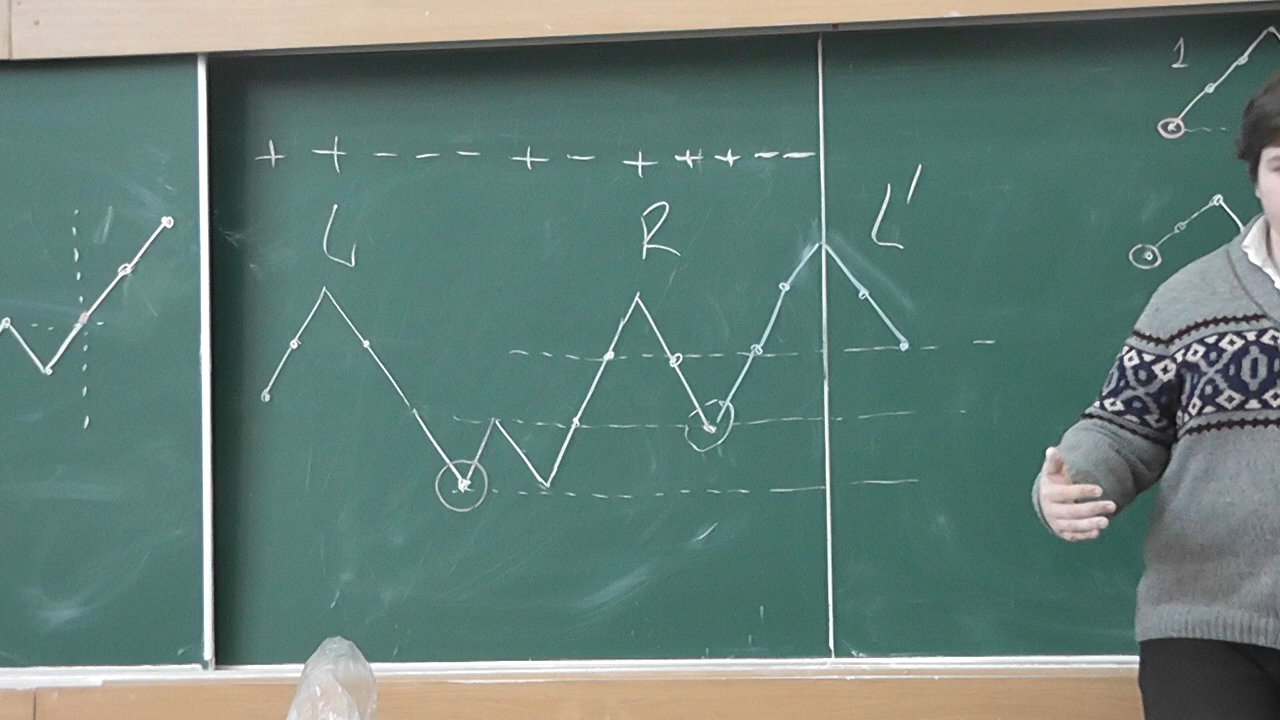 1
+ + − − − + − + + + − −
L R L′